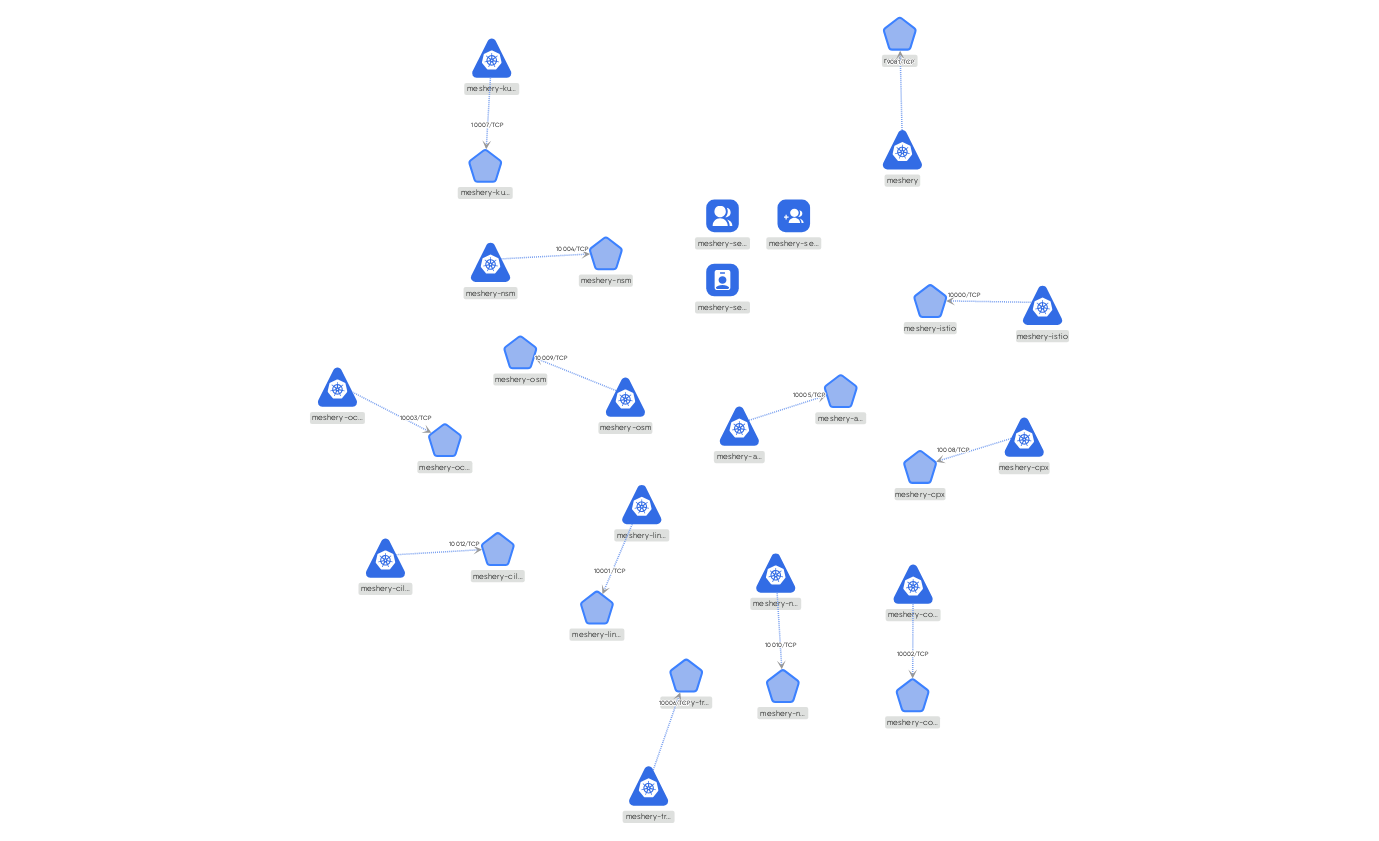 meshery-ku...
10007/TCP
meshery-ku...
meshery
meshery-se...
meshery-se...
meshery-se...
meshery-nsm
10004/TCP
meshery-nsm
10000/TCP
meshery-istio
meshery-istio
10009/TCP
meshery-osm
meshery-osm
meshery-oc...
10003/TCP
meshery-oc...
10005/TCP
meshery-a...
meshery-a...
10008/TCP
meshery-cpx
meshery-cpx
meshery-lin...
10001/TCP
meshery-lin...
10012/TCP
meshery-cil...
meshery-cil...
meshery-n...
10010/TCP
meshery-n...
meshery-co...
10002/TCP
meshery-co...
10006/TCP
y-tr...
meshery-tr...